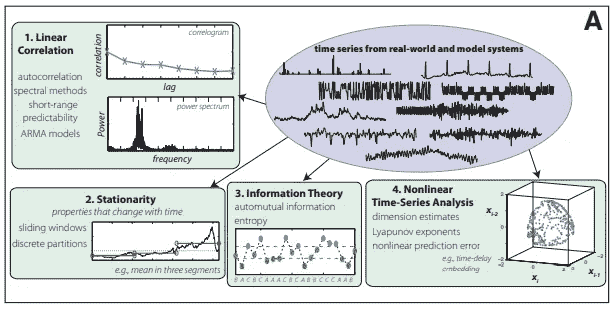 A
1. Linear
Correlation
autocorrelation
spectral methods
short-range
predictability
ARMA models
correlogram
correlation
lag
power spectrum
Power
frequency
time series from real-world and model systems
2. Stationarity
properties that change with time
sliding windows
discrete partitions
e.g., mean in three segments
3. Information Theory
automutual information
entropy
4. Nonlinear
Time-Series Analysis
dimension estimates
Lyapunov exponents
nonlinear prediction error
e.g., time-delay
embedding
xi-2
xi
xi-1